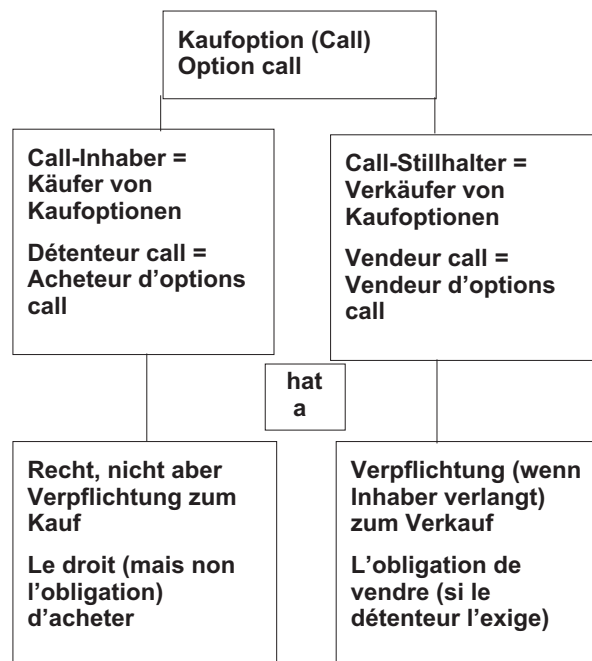 Kaufoption (Call)
Option call
Call-Inhaber =
Käufer von
Kaufoptionen
Détenteur call =
Acheteur d'options
call
Call-Stillhalter =
Verkäufer von
Kaufoptionen
Vendeur call =
Vendeur d'options
call
hat
a
Recht, nicht aber
Verpflichtung zum
Kauf
Le droit (mais non
l'obligation)
d'acheter
Verpflichtung (wenn
Inhaber verlangt)
zum Verkauf
L'obligation de
vendre (si le
détenteur l'exige)